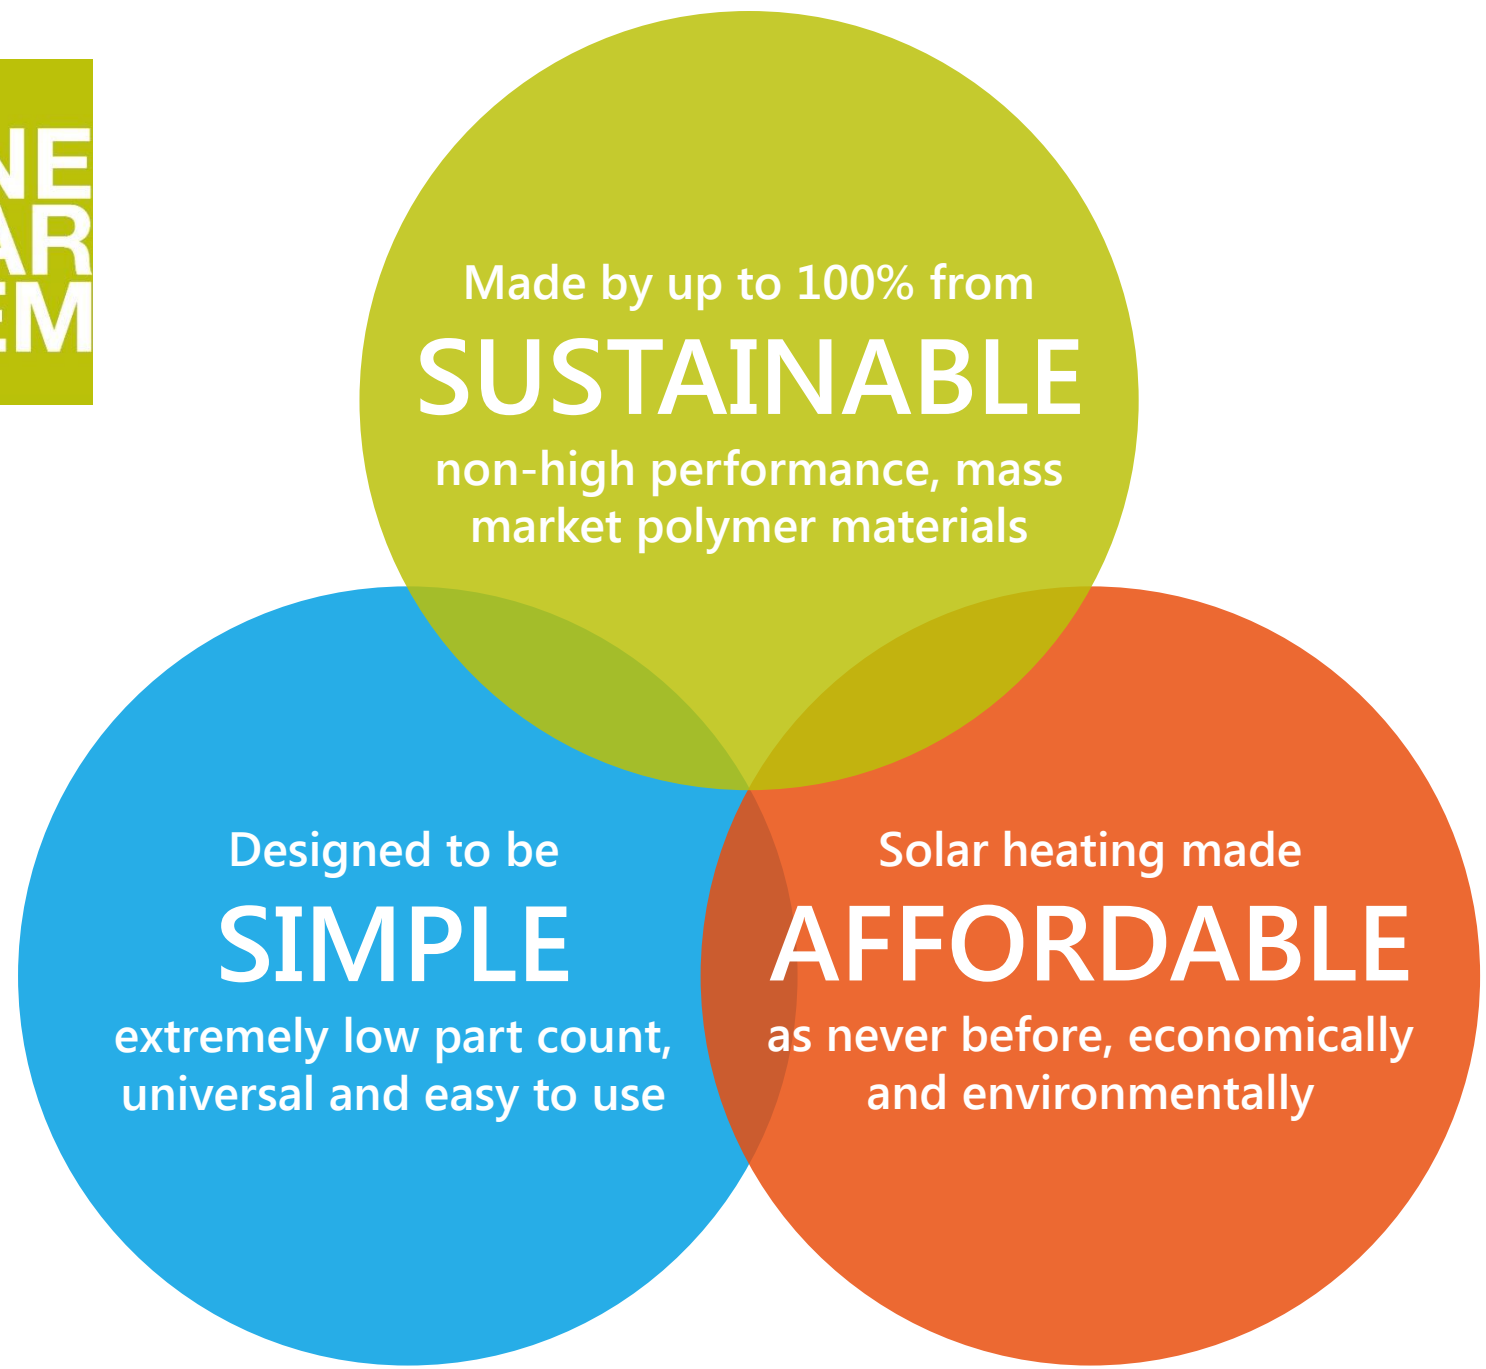 NE
AR
EM
Made by up to 100% from
SUSTAINABLE
non-high performance, mass
market polymer materials
Designed to be
SIMPLE
extremely low part count,
universal and easy to use
Solar heating made
AFFORDABLE
as never before, economically
and environmentally